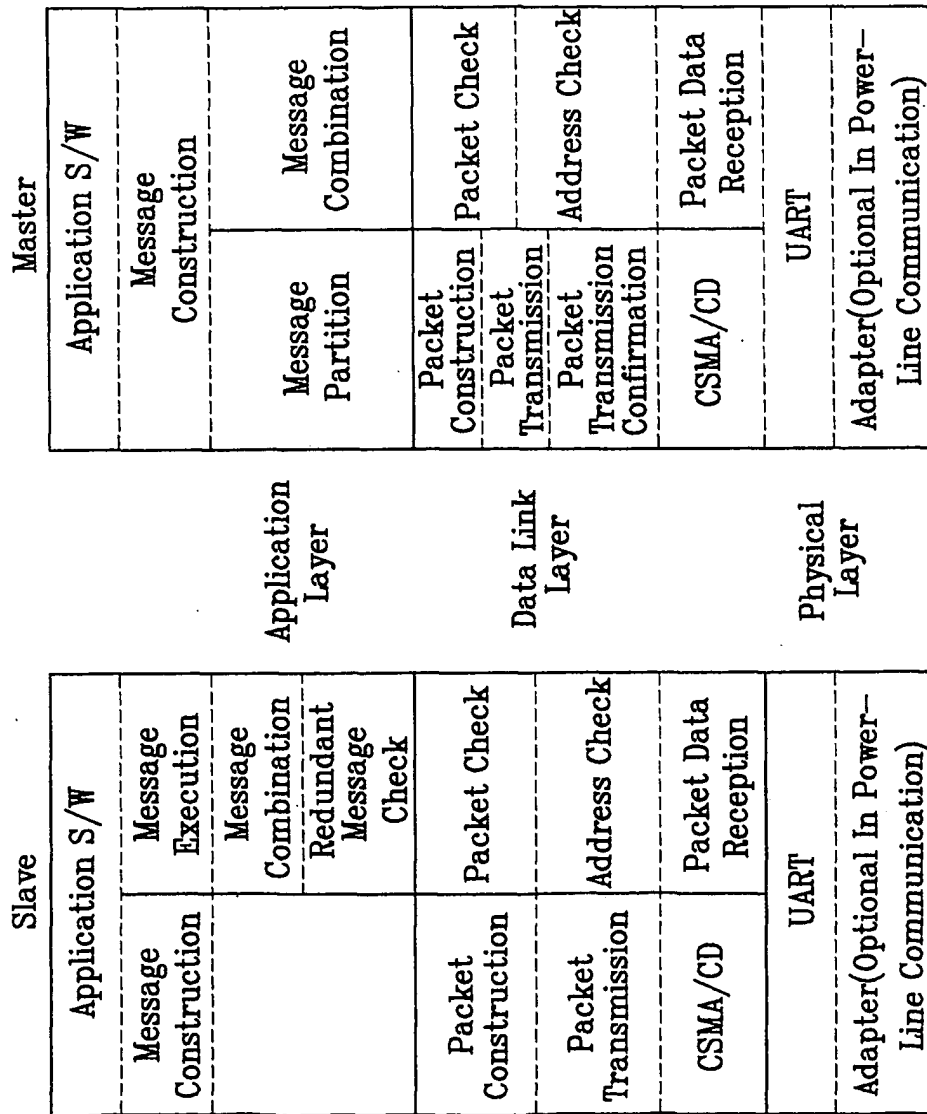 Slave
Application S/W
Message
Construction
Message
Execution
Message
Combination
Redundant
Message
Check
Packet
Construction
Packet Check
Packet
Transmission
Address Check
CSMA/CD
Packet Data
Reception
UART
Adapter(Optional In Power-
Line Communication)
Application
Layer
Data Link
Layer
Physical
Layer
Master
Application S/W
Message
Construction
Message
Partition
Message
Combination
Packet
Construction
Packet
Transmission
Packet
Transmission
Confirmation
Packet Check
Address Check
CSMA/CD
Packet Data
Reception
UART
Adapter(Optional In Power-
Line Communication)